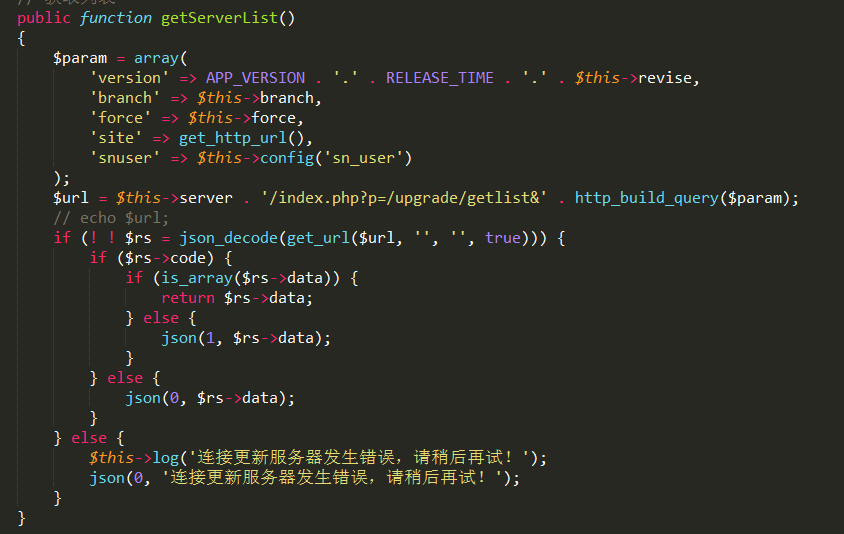 // 获取列表
public function getServerList()
{
    $param = array(
        'version' => APP_VERSION . '.' . RELEASE_TIME . '.' . $this->revise,
        'branch' => $this->branch,
        'force' => $this->force,
        'site' => get_http_url(),
        'snuser' => $this->config('sn_user')
    );
    $url = $this->server . '/index.php?p=/upgrade/getlist&' . http_build_query($param);
    // echo $url;
    if (! ! $rs = json_decode(get_url($url, '', '', true))) {
        if ($rs->code) {
            if (is_array($rs->data)) {
                return $rs->data;
            } else {
                json(1, $rs->data);
            }
        } else {
            json(0, $rs->data);
        }
    } else {
        $this->log('连接更新服务器发生错误，请稍后再试！');
        json(0, '连接更新服务器发生错误，请稍后再试！');
    }
}